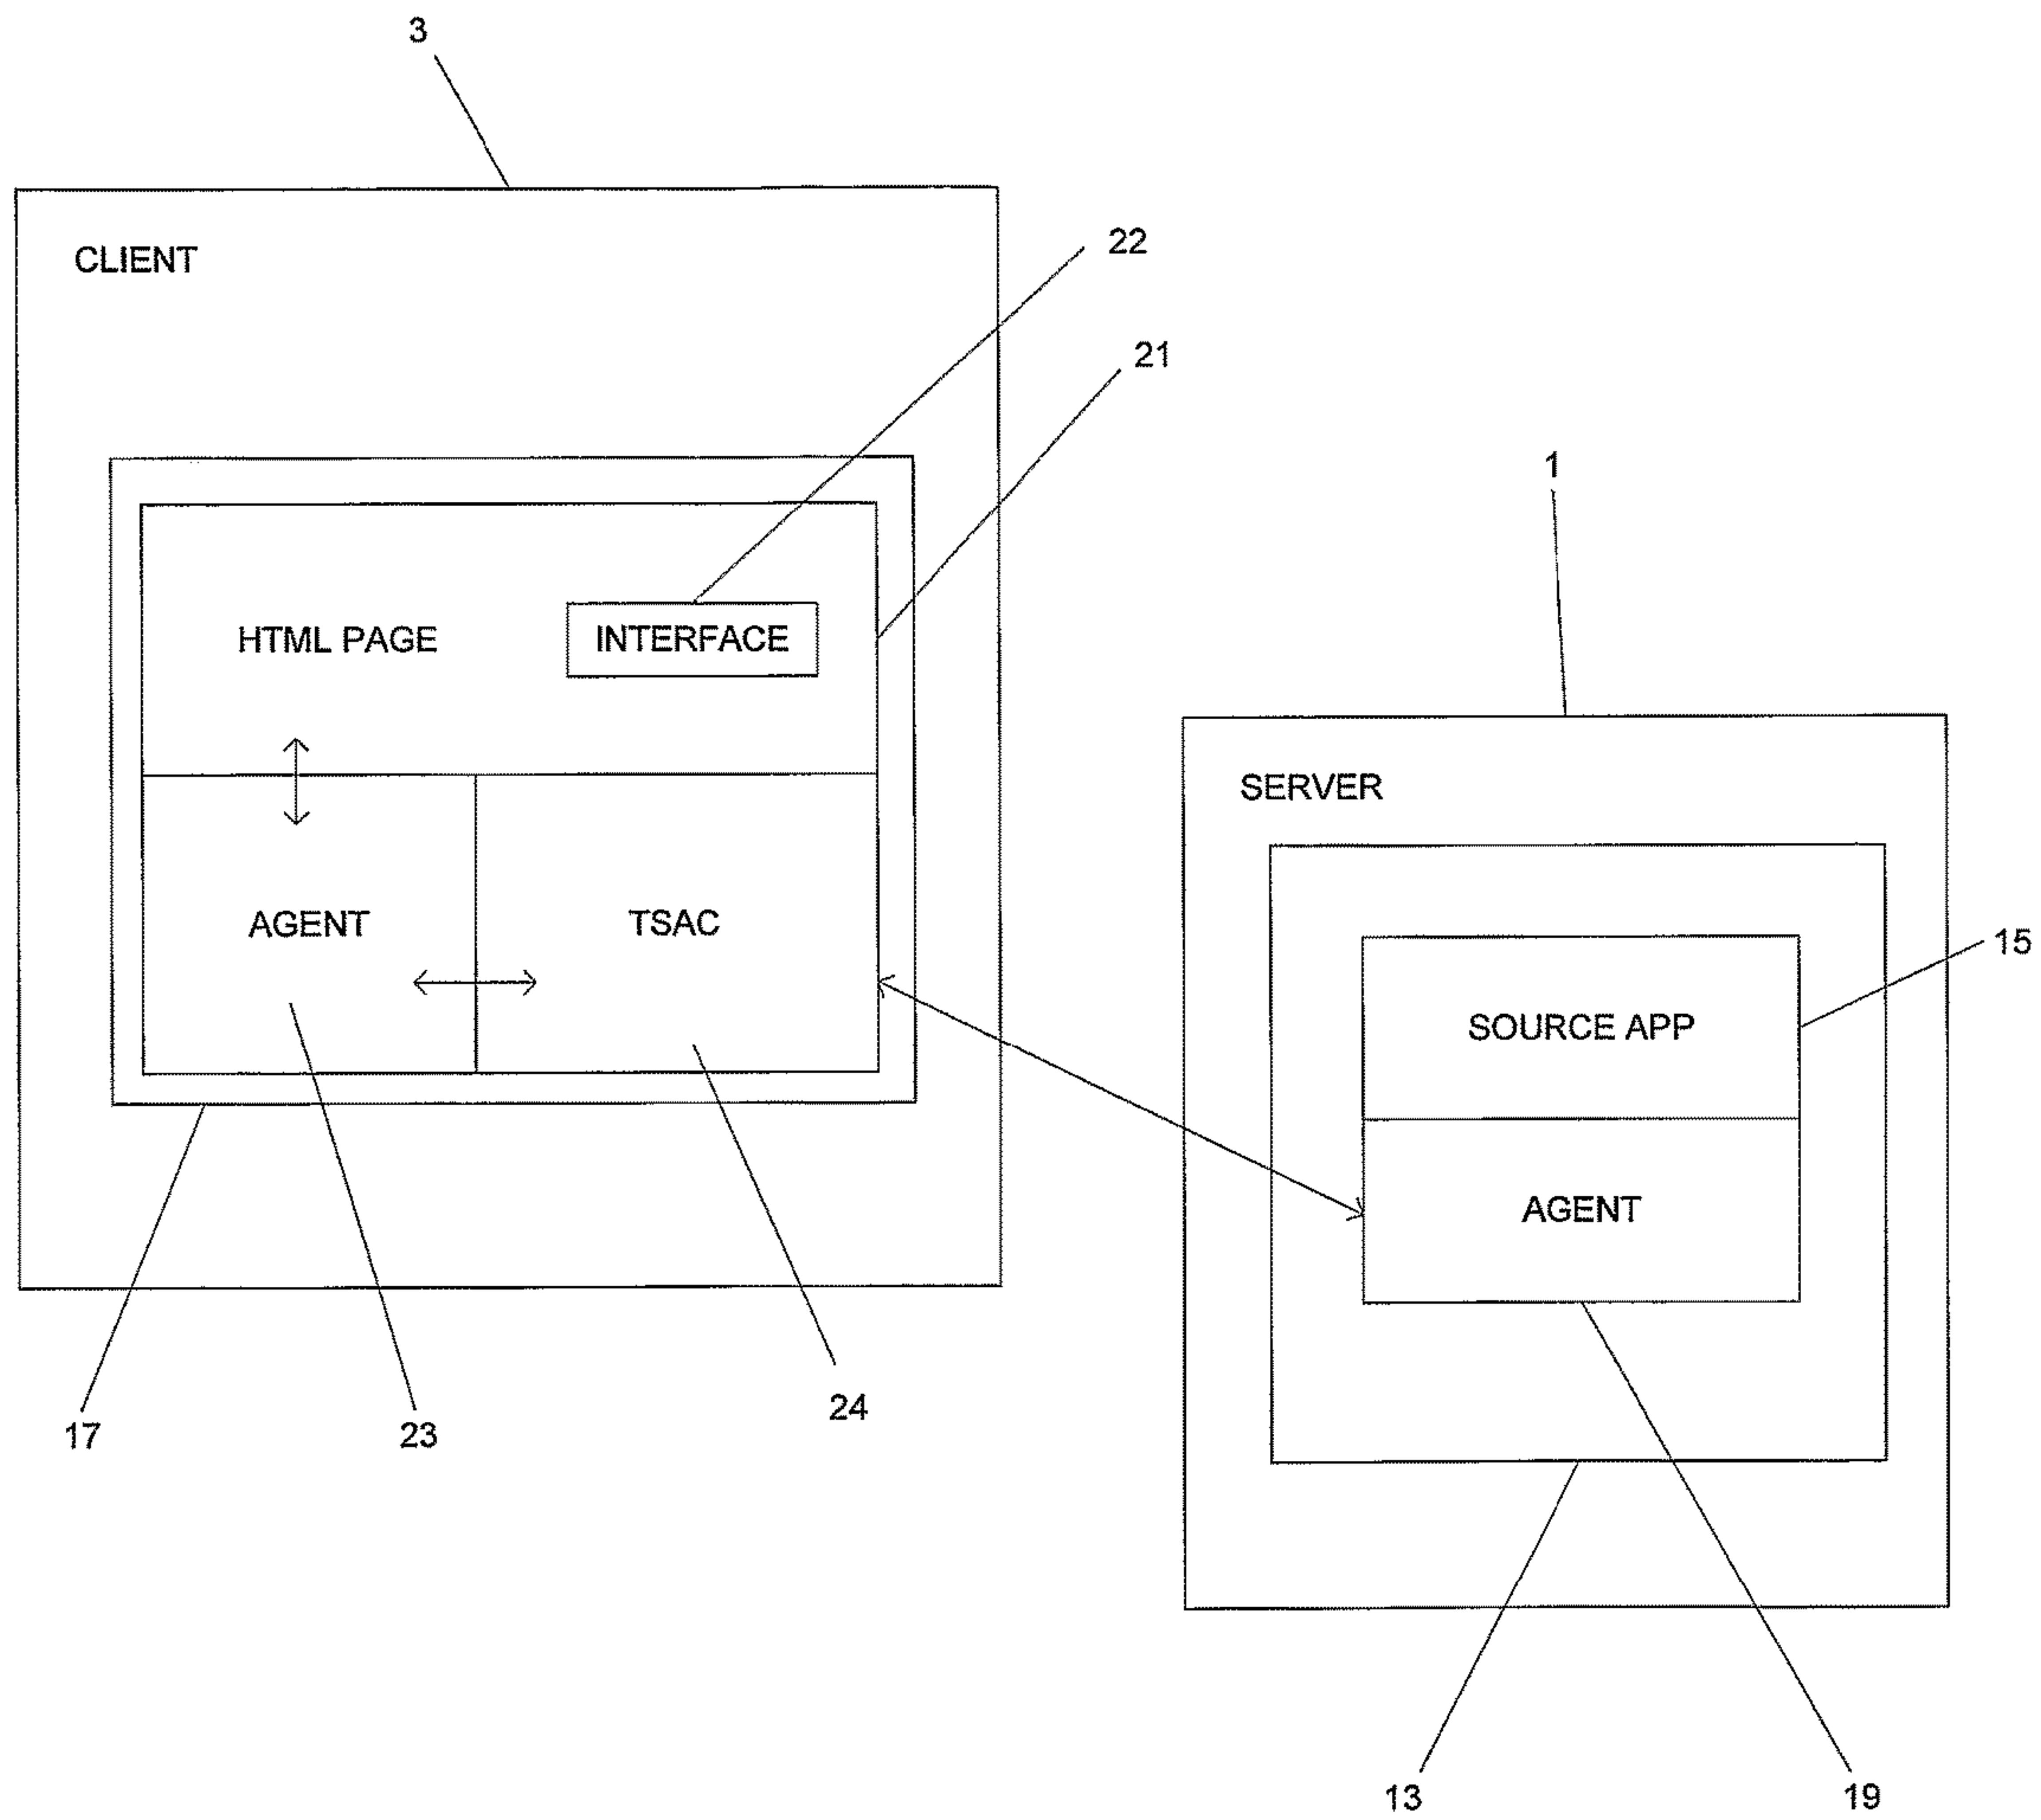 3
CLIENT
22
21
1
HTML PAGE
INTERFACE
SERVER
AGENT
TSAC
15
SOURCE APP
AGENT
17
23
24
13
19